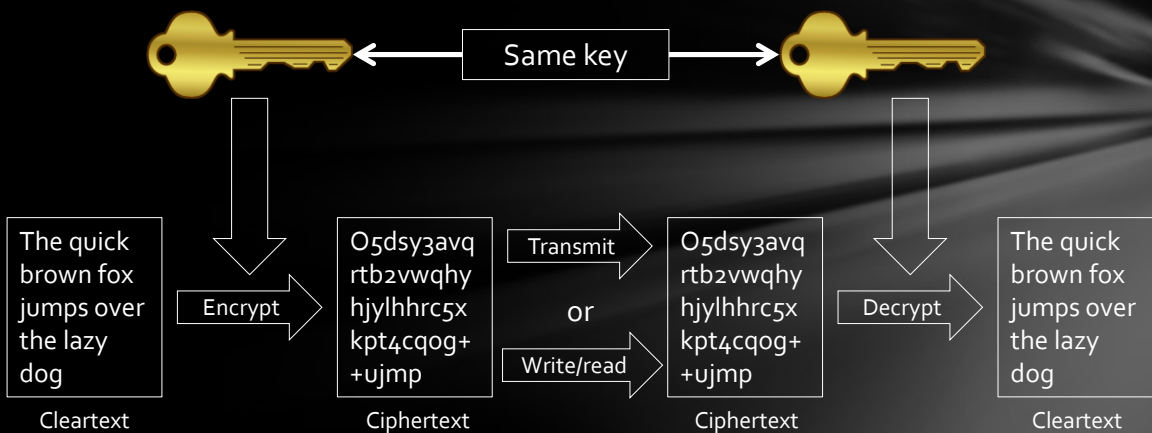 Same key
The quick
brown fox
jumps over
the lazy
dog
Cleartext
Encrypt
O5dsy3avq
rtb2vwqhy
hjylhhrc5x
kpt4cqog+
+ujmp
Ciphertext
Transmit
or
Write/read
O5dsy3avq
rtb2vwqhy
hjylhhrc5x
kpt4cqog+
+ujmp
Ciphertext
Decrypt
The quick
brown fox
jumps over
the lazy
dog
Cleartext